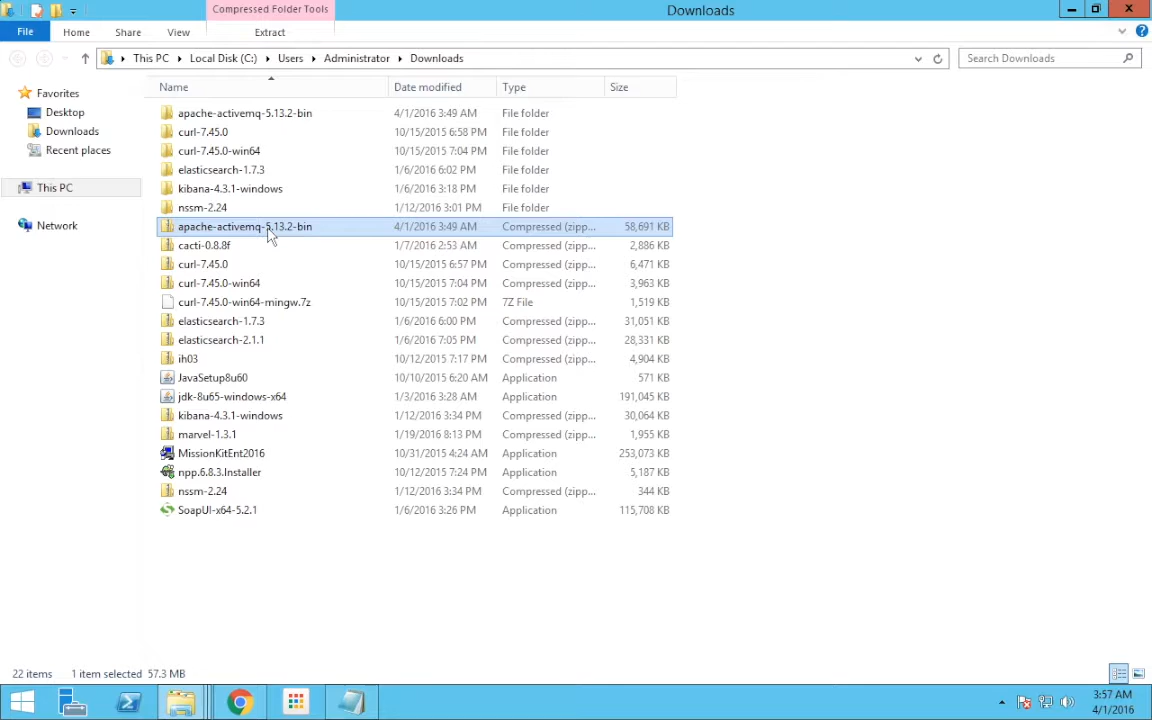 Compressed Folder Tools
Downloads
File Home Share View Extract
This PC Local Disk (C:) Users Administrator Downloads
Search Downloads
Favorites
Desktop
Downloads
Recent places
This PC
Network
Name Date modified Type Size
apache-activemq-5.13.2-bin 4/1/2016 3:49 AM File folder
curl-7.45.0 10/15/2015 6:58 PM File folder
curl-7.45.0-win64 10/15/2015 7:04 PM File folder
elasticsearch-1.7.3 1/6/2016 6:02 PM File folder
kibana-4.3.1-windows 1/6/2016 3:18 PM File folder
nssm-2.24 1/12/2016 3:01 PM File folder
apache-activemq-5.13.2-bin 4/1/2016 3:49 AM Compressed (zipp... 58,691 KB
cacti-0.8.8f 1/7/2016 2:53 AM Compressed (zipp... 2,886 KB
curl-7.45.0 10/15/2015 6:57 PM Compressed (zipp... 6,471 KB
curl-7.45.0-win64 10/15/2015 7:04 PM Compressed (zipp... 3,963 KB
curl-7.45.0-win64-mingw.7z 10/15/2015 7:02 PM 7Z File 1,519 KB
elasticsearch-1.7.3 1/6/2016 6:00 PM Compressed (zipp... 31,051 KB
elasticsearch-2.1.1 1/6/2016 7:05 PM Compressed (zipp... 28,331 KB
ih03 10/12/2015 7:17 PM Compressed (zipp... 4,904 KB
JavaSetup8u60 10/10/2015 6:20 AM Application 571 KB
jdk-8u65-windows-x64 1/3/2016 3:28 AM Application 191,045 KB
kibana-4.3.1-windows 1/12/2016 3:34 PM Compressed (zipp... 30,064 KB
marvel-1.3.1 1/19/2016 8:13 PM Compressed (zipp... 1,955 KB
MissionKitEnt2016 10/31/2015 4:24 AM Application 253,073 KB
npp.6.8.3.Installer 10/12/2015 7:24 PM Application 5,187 KB
nssm-2.24 1/12/2016 3:34 PM Compressed (zipp... 344 KB
SoapUI-x64-5.2.1 1/6/2016 3:26 PM Application 115,708 KB
22 items 1 item selected 57.3 MB
3:57 AM
4/1/2016